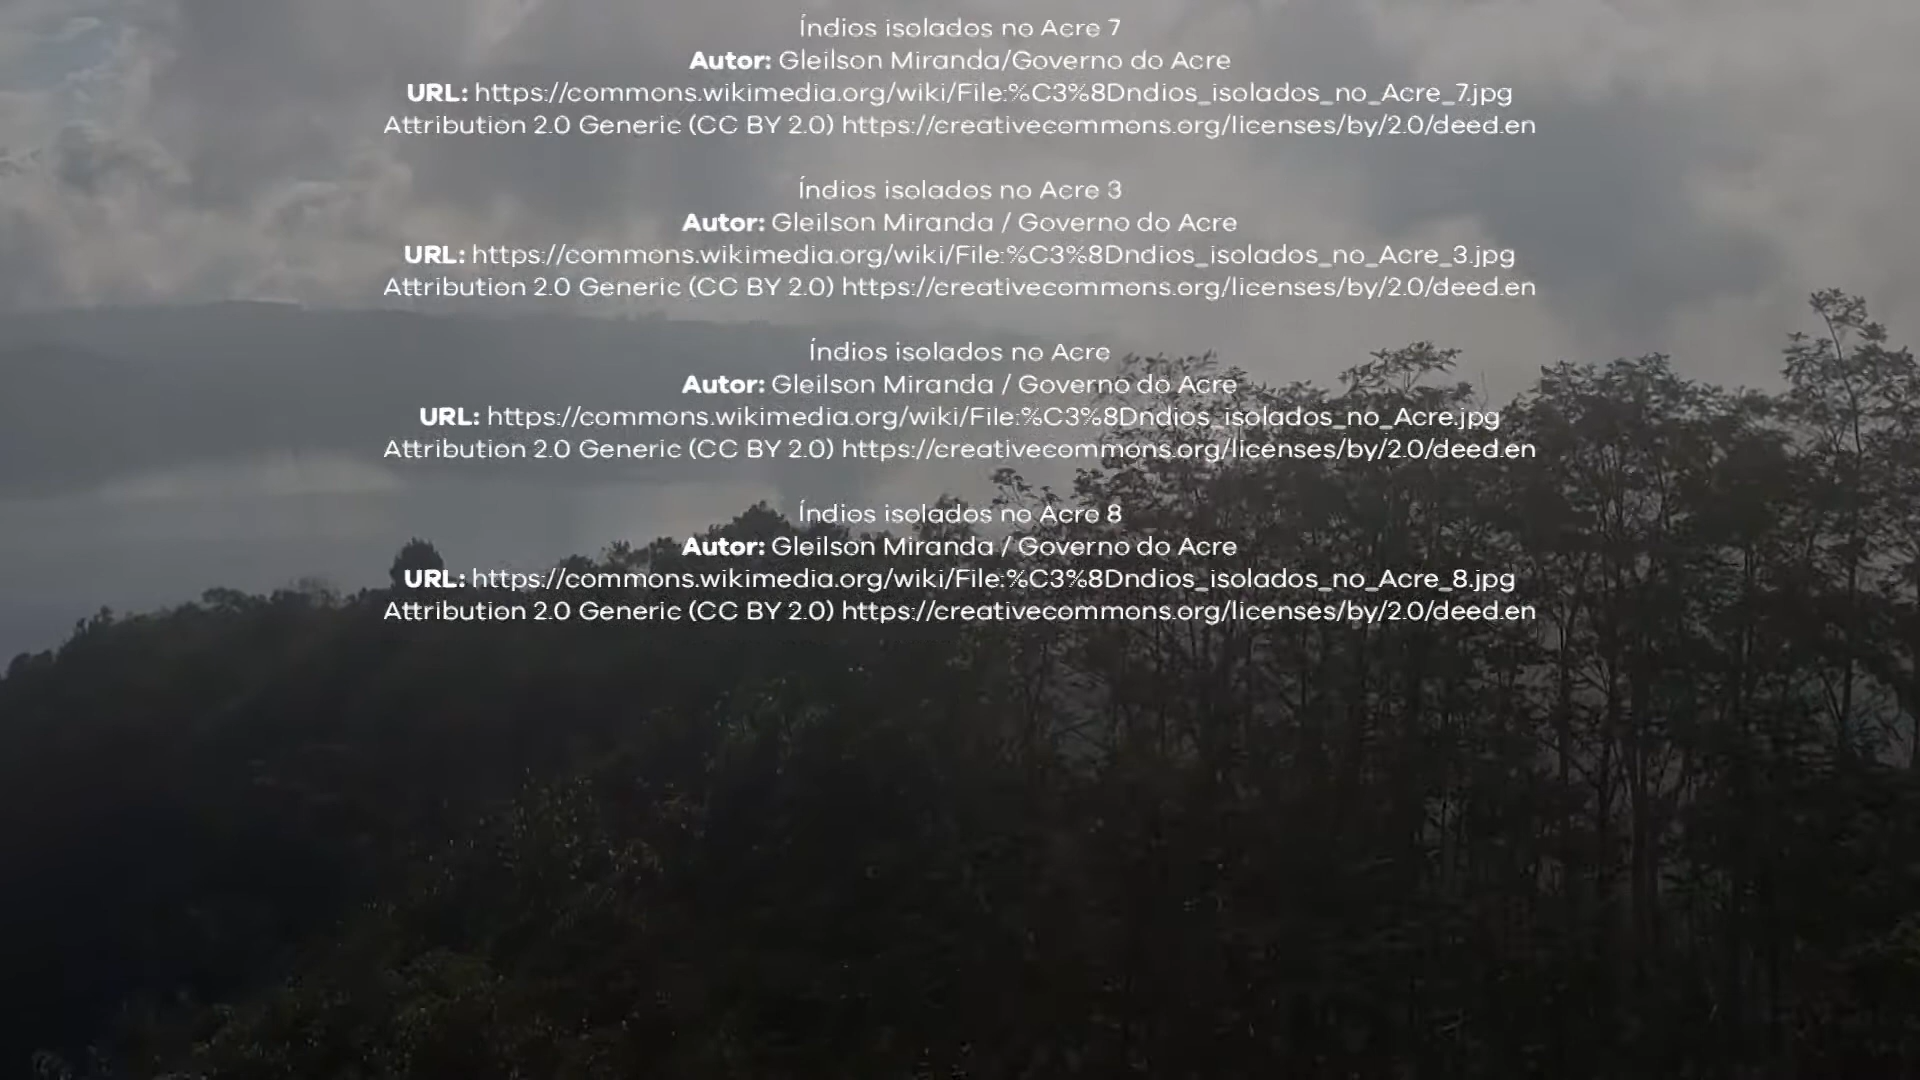 Índios isolados no Acre 7
Autor: Gleilson Miranda/Governo do Acre
URL: https://commons.wikimedia.org/wiki/File:%C3%8Dndios_isolados_no_Acre_7.jpg
Attribution 2.0 Generic (CC BY 2.0) https://creativecommons.org/licenses/by/2.0/deed.en
Índios isolados no Acre 3
Autor: Gleilson Miranda / Governo do Acre
URL: https://commons.wikimedia.org/wiki/File:%C3%8Dndios_isolados_no_Acre_3.jpg
Attribution 2.0 Generic (CC BY 2.0) https://creativecommons.org/licenses/by/2.0/deed.en
Índios isolados no Acre
Autor: Gleilson Miranda / Governo do Acre
URL: https://commons.wikimedia.org/wiki/File:%C3%8Dndios_isolados_no_Acre.jpg
Attribution 2.0 Generic (CC BY 2.0) https://creativecommons.org/licenses/by/2.0/deed.en
Índios isolados no Acre 8
Autor: Gleilson Miranda / Governo do Acre
URL: https://commons.wikimedia.org/wiki/File:%C3%8Dndios_isolados_no_Acre_8.jpg
Attribution 2.0 Generic (CC BY 2.0) https://creativecommons.org/licenses/by/2.0/deed.en